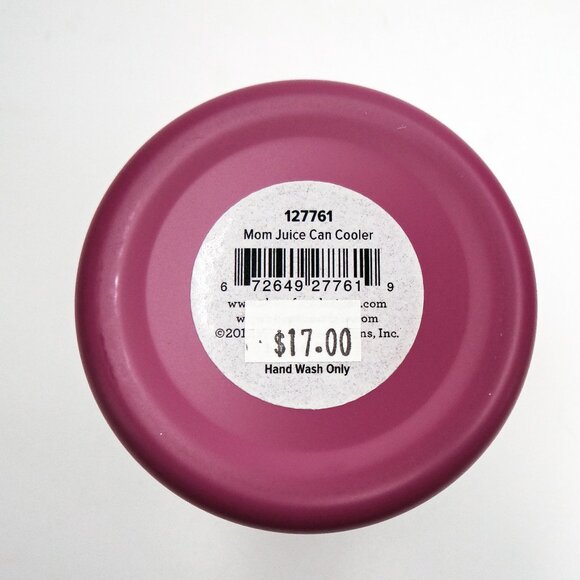 127761
Mom Juice Can Cooler
6 72649 27761 9
$17.00
Hand Wash Only